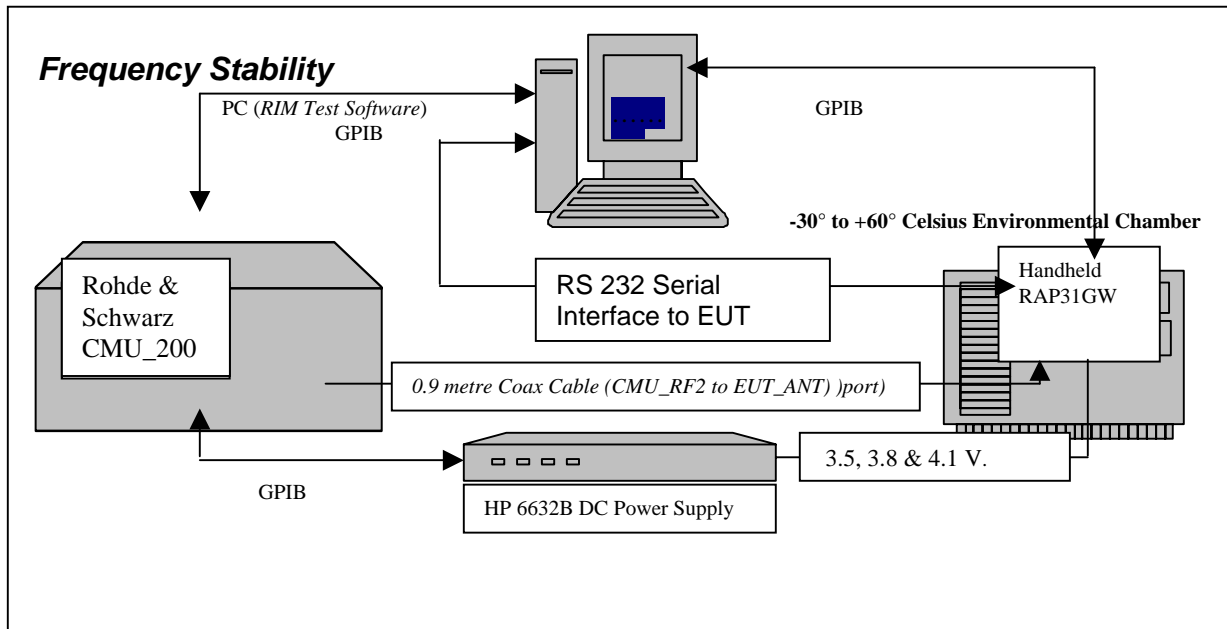 Frequency Stability
PC (RIM Test Software)
GPIB
GPIB
-30° to +60° Celsius Environmental Chamber
Handheld
RAP31GW
Rohde &
Schwarz
CMU_200
RS 232 Serial
Interface to EUT
0.9 metre Coax Cable (CMU_RF2 to EUT_ANT) )port)
3.5, 3.8 & 4.1 V.
GPIB
HP 6632B DC Power Supply